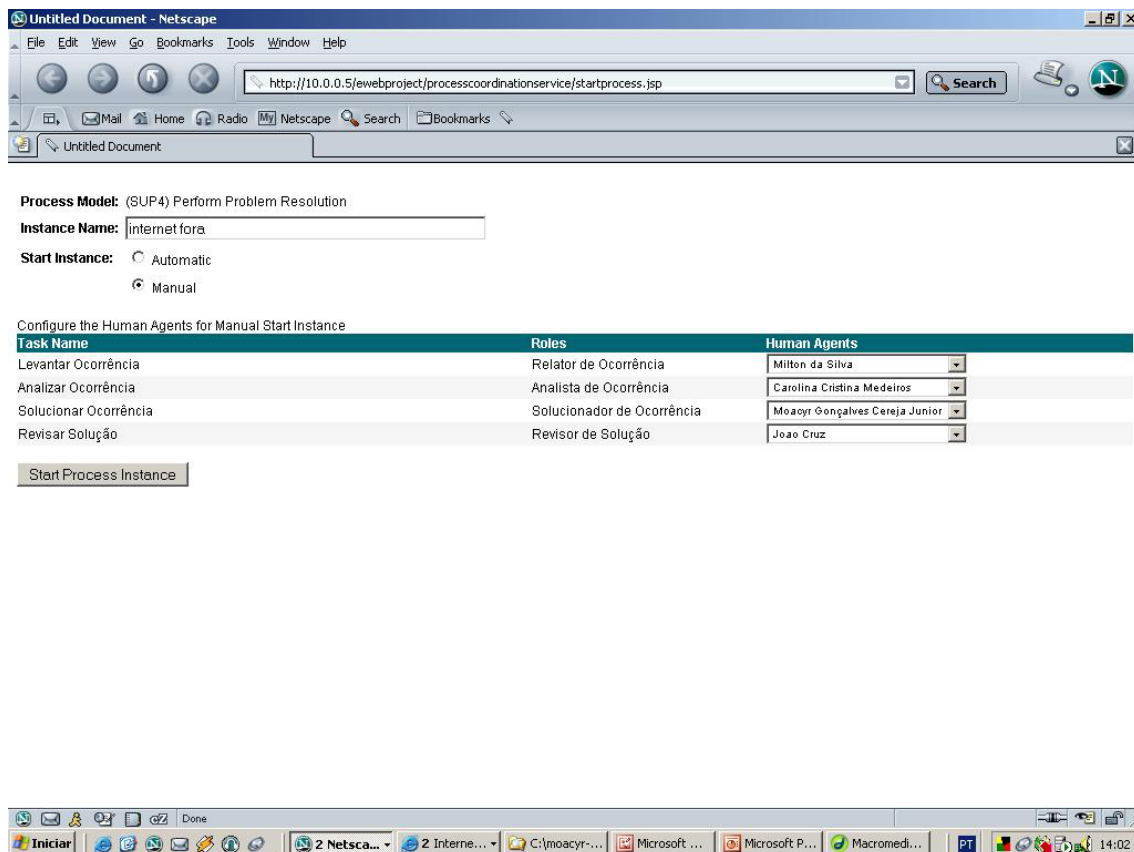 Untitled Document - Netscape
File Edit View Go Bookmarks Tools Window Help
http://10.0.0.5/ewebproject/processcoordinationservice/startprocess.jsp Search N
Mail Home Radio My Netscape Search Bookmarks
Untitled Document
Process Model: (SUP4) Perform Problem Resolution
Instance Name: internet fora
Start Instance: Automatic
Manual
Configure the Human Agents for Manual Start Instance
Task Name Roles Human Agents
Levantar Ocorrência Relator de Ocorrência Milton da Silva
Analizar Ocorrência Analista de Ocorrência Carolina Cristina Medeiros
Solucionar Ocorrência Solucionador de Ocorrência Moacyr Gonçalves Cereja Junior
Revisar Solução Revisor de Solução Joao Cruz
Start Process Instance
Done
Iniciar 2 Netsca... 2 Interne... C:\moacyr-... Microsoft ... Microsoft P... Macromedi... PT 14:02